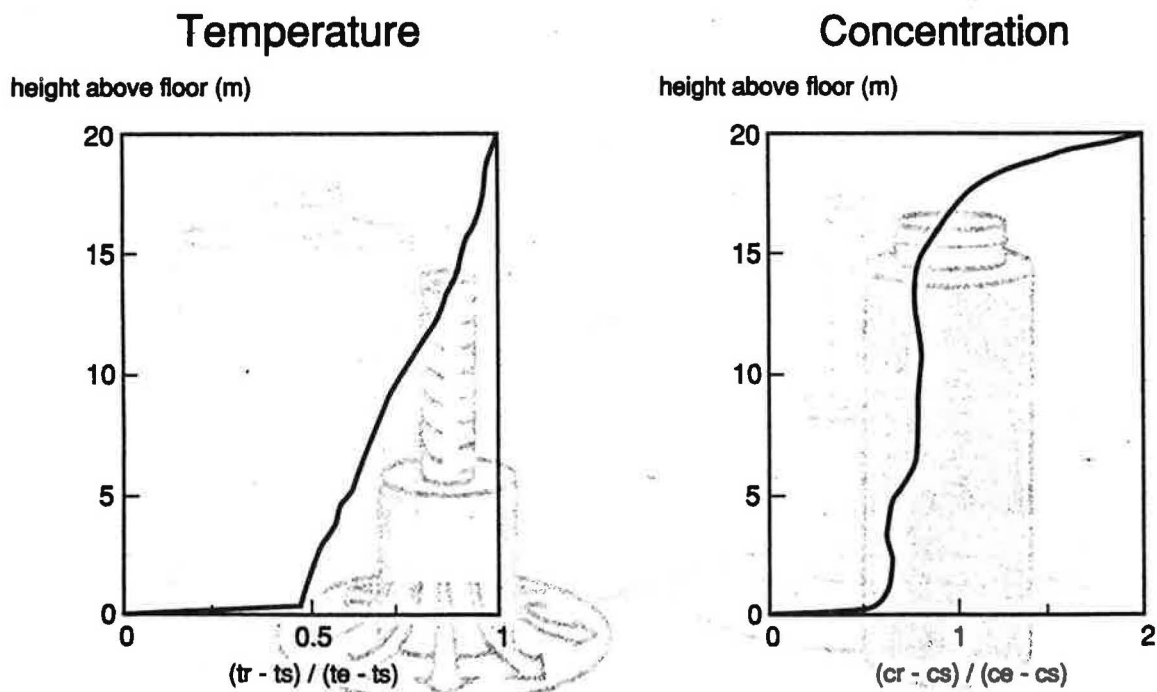 Temperature
height above floor (m)
20
15
10
5
0
0 0.5 1
(tr - ts) / (te - ts)
Concentration
height above floor (m)
20
15
10
5
0
0 1 2
(cr - cs) / (ce - cs)